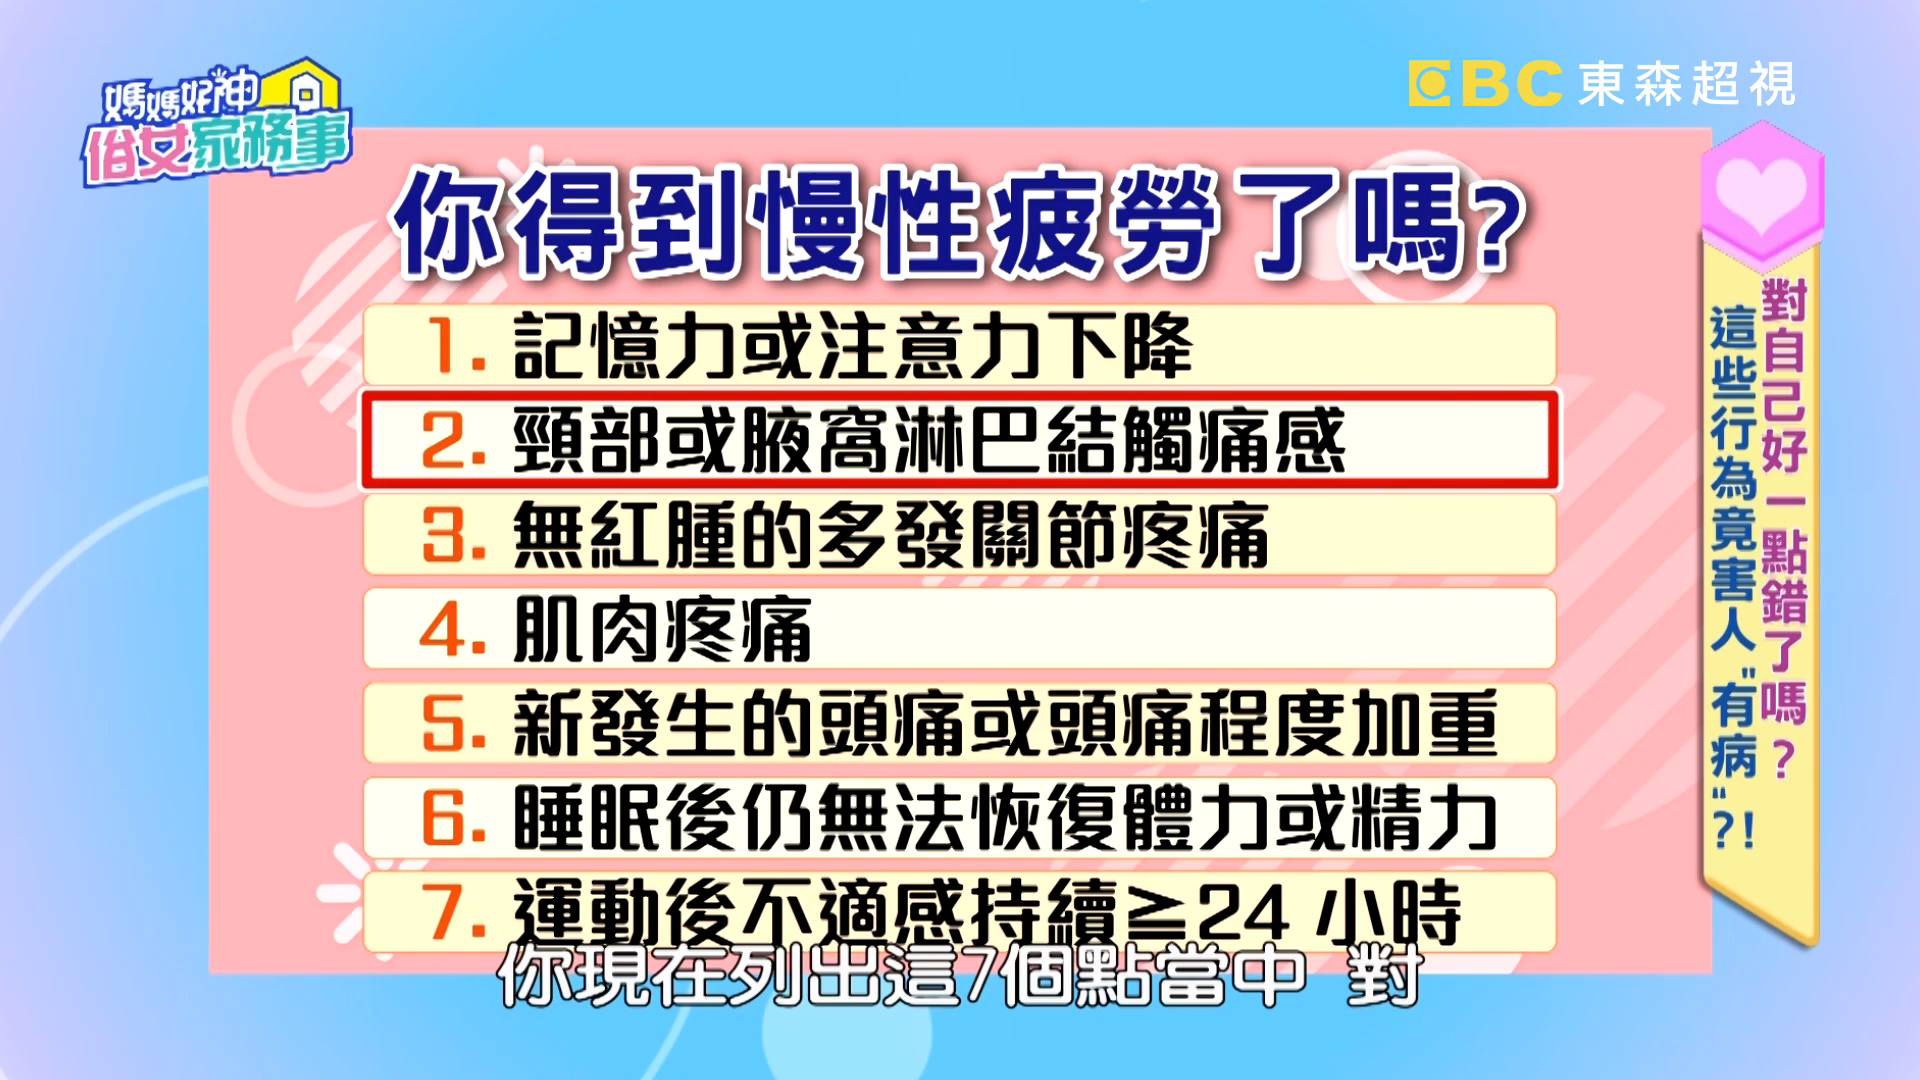 媽媽好神
俗女家務事
EBC 東森超視
你得到慢性疲勞了嗎?
1. 記憶力或注意力下降
2. 頸部或腋窩淋巴結觸痛感
3. 無紅腫的多發關節疼痛
4. 肌肉疼痛
5. 新發生的頭痛或頭痛程度加重
6. 睡眠後仍無法恢復體力或精力
7. 運動後不適感持續≧24 小時
對自己好一點錯了嗎?
這些行為竟害人"有病"?!
你現在列出這7個點當中 對